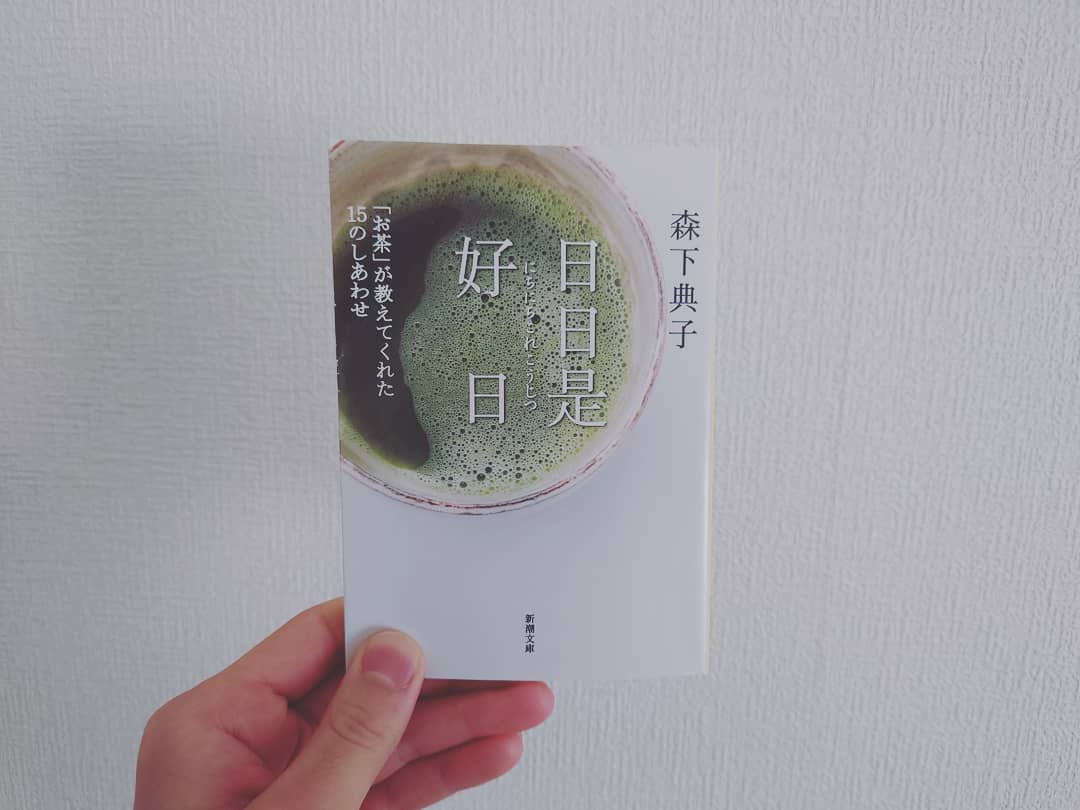 森下典子
日日是
にちにちこれこうじつ
好日
「お茶」が教えてくれた
15のしあわせ
新潮文庫